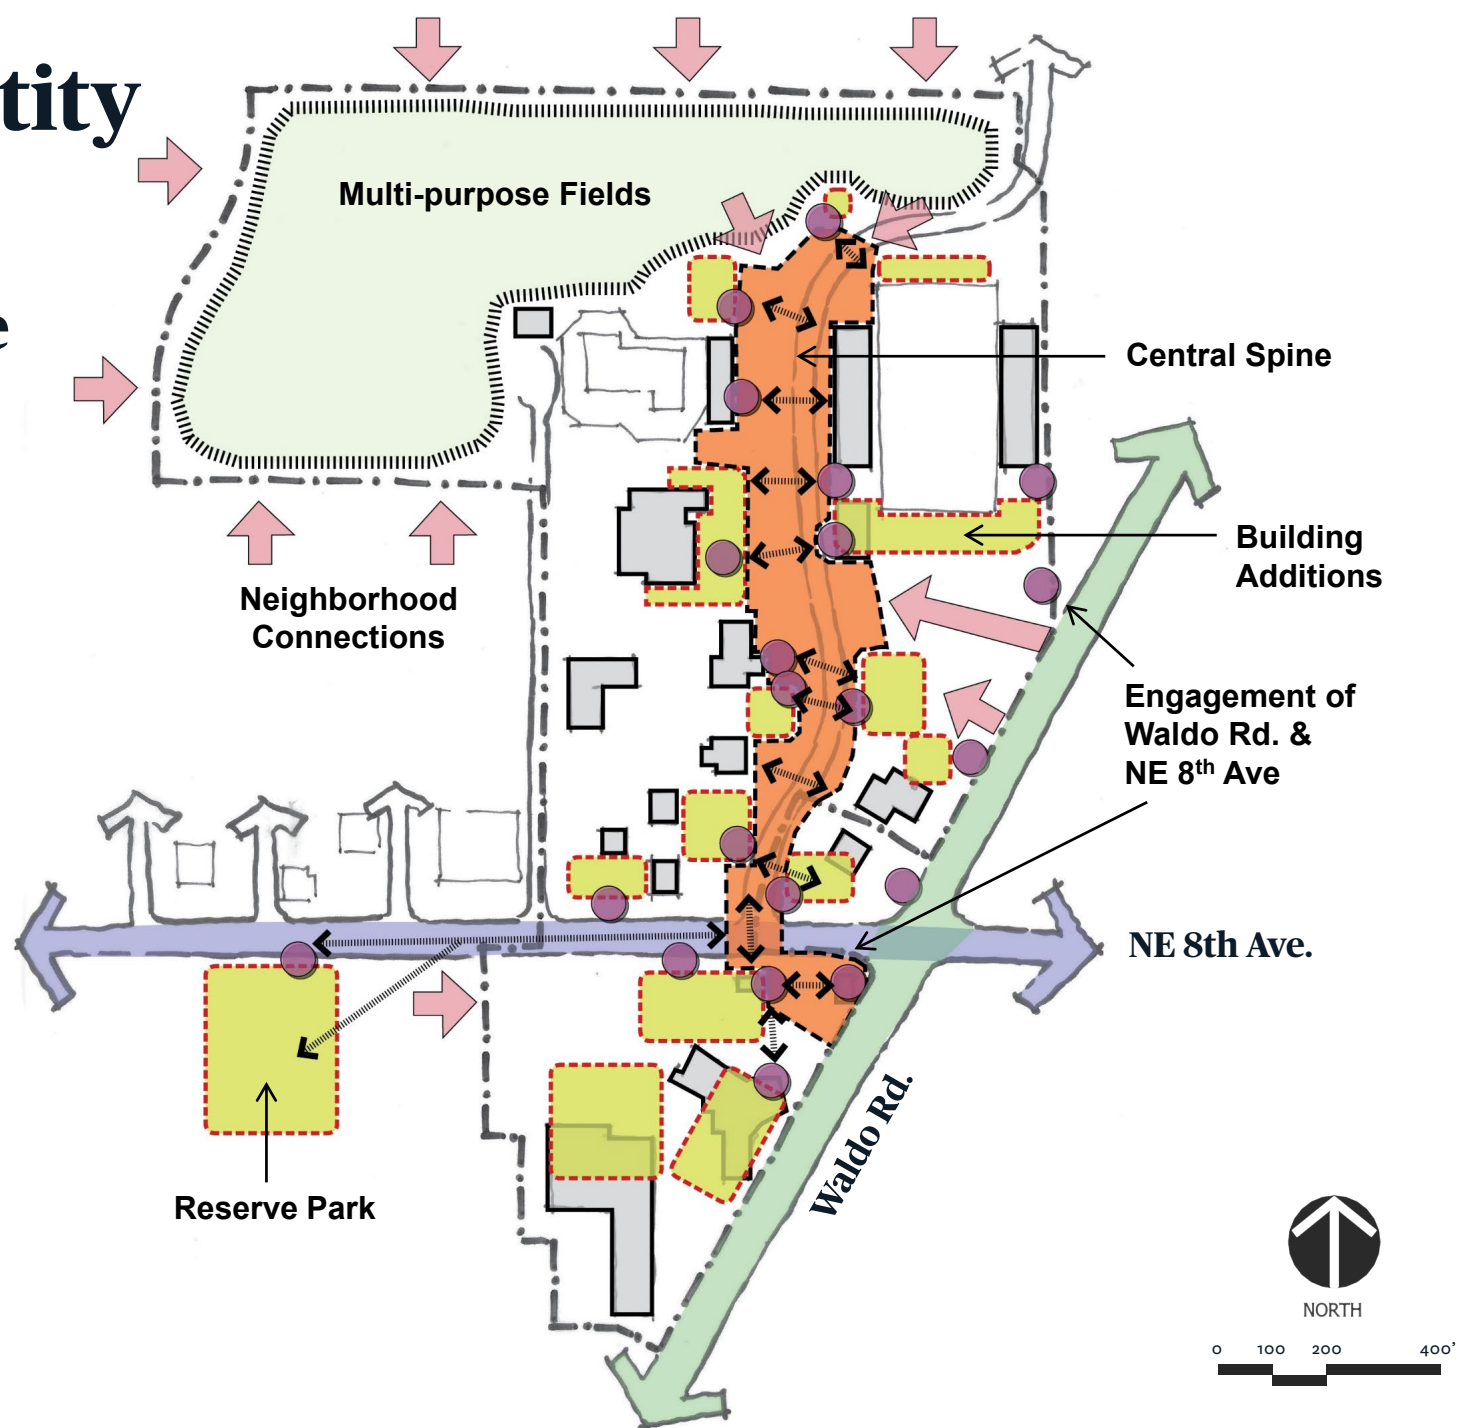 tity
e
Multi-purpose Fields
Central Spine
Building
Additions
Neighborhood
Connections
Engagement of
Waldo Rd. &
NE 8th Ave
NE 8th Ave.
Waldo Rd.
Reserve Park
NORTH
0 100 200 400'